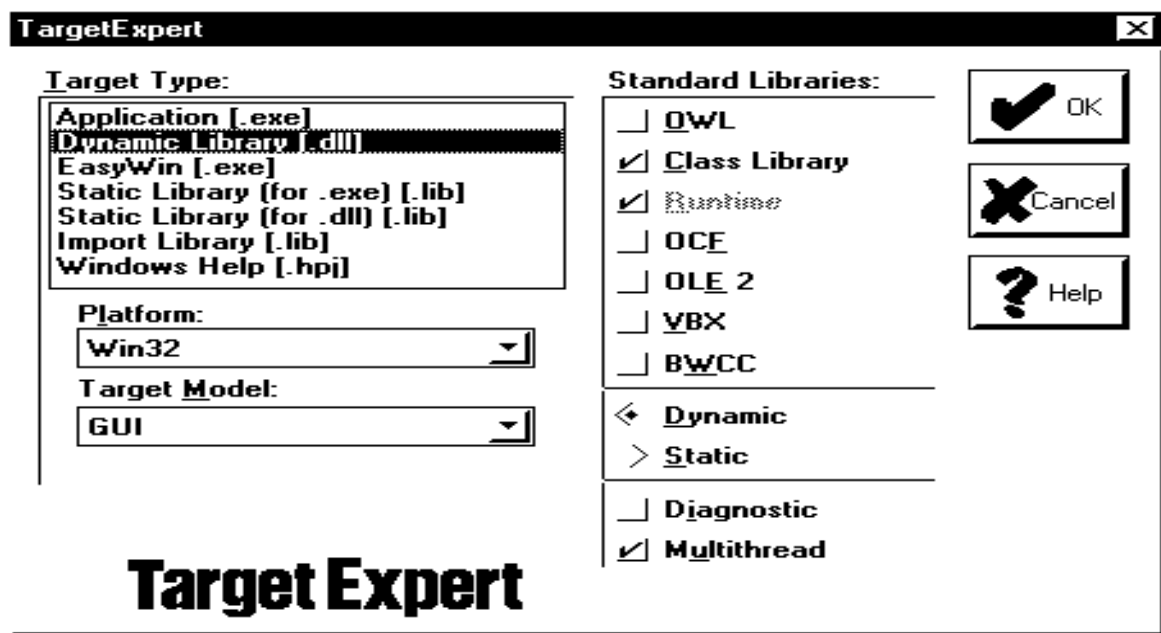 TargetExpert
Target Type:
Application [.exe]
Dynamic Library [.dll]
EasyWin [.exe]
Static Library (for .exe) [.lib]
Static Library (for .dll) [.lib]
Import Library [.lib]
Windows Help [.hpj]
Platform:
Win32
Target Model:
GUI
Target Expert
Standard Libraries:
OWL
Class Library
Runtime
OCF
OLE 2
VBX
BWCC
Dynamic
Static
Diagnostic
Multithread
OK
Cancel
Help